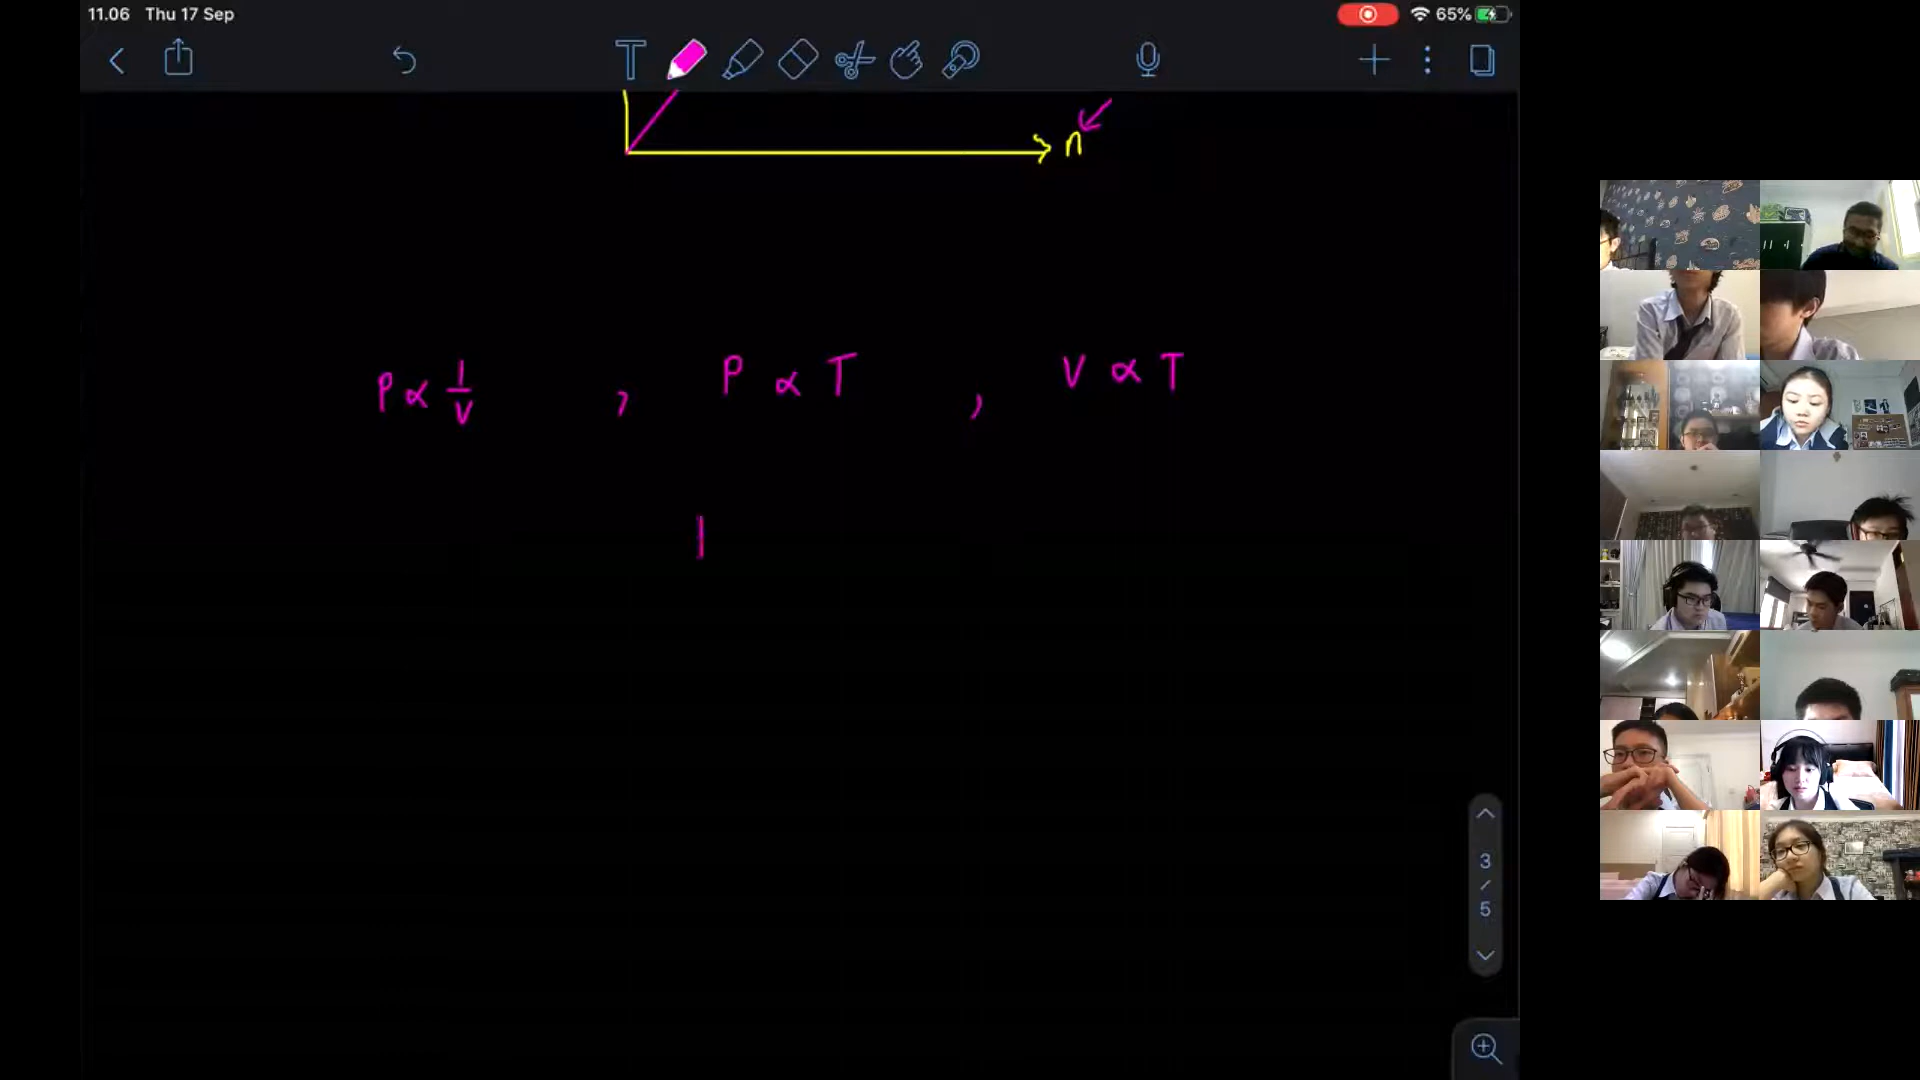 11.06 Thu 17 Sep 65%
T
n
P ∝ 1/V , P ∝ T , V ∝ T
3
/
5